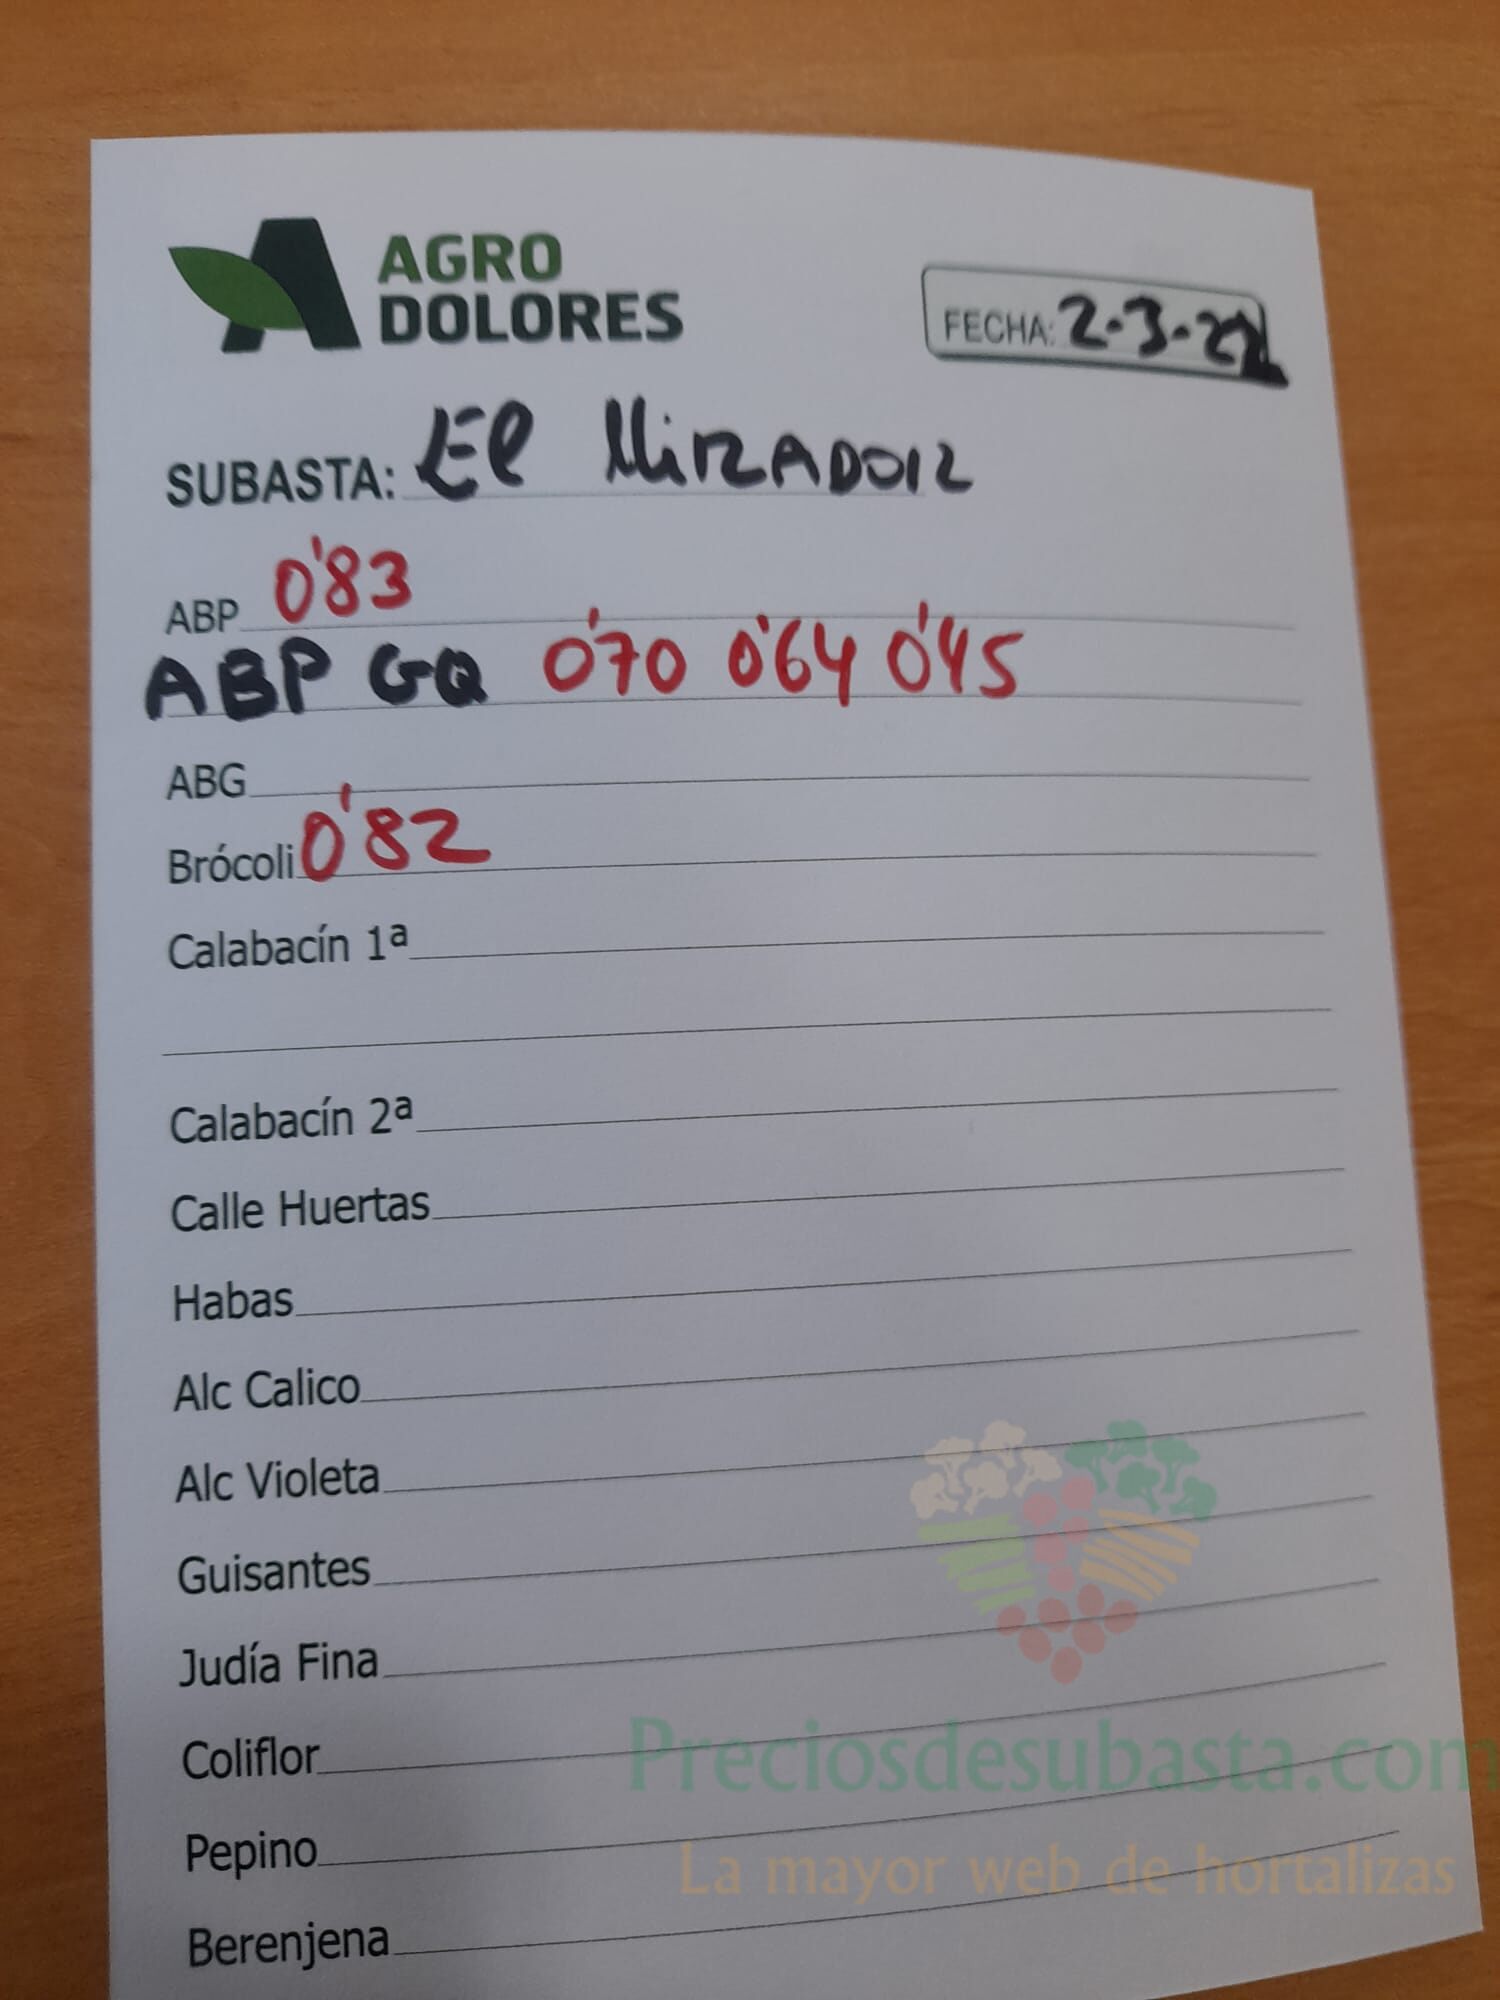 AGRO
DOLORES
FECHA: 2-3-22
SUBASTA: El MiRADOR
ABP 0'83
ABP GQ 0'70 0'64 0'45
ABG
Brócoli 0'82
Calabacín 1ª
Calabacín 2ª
Calle Huertas
Habas
Alc Calico
Alc Violeta
Guisantes
Judía Fina
Coliflor
Preciosdesubasta.com
Pepino
La mayor web de hortalizas
Berenjena